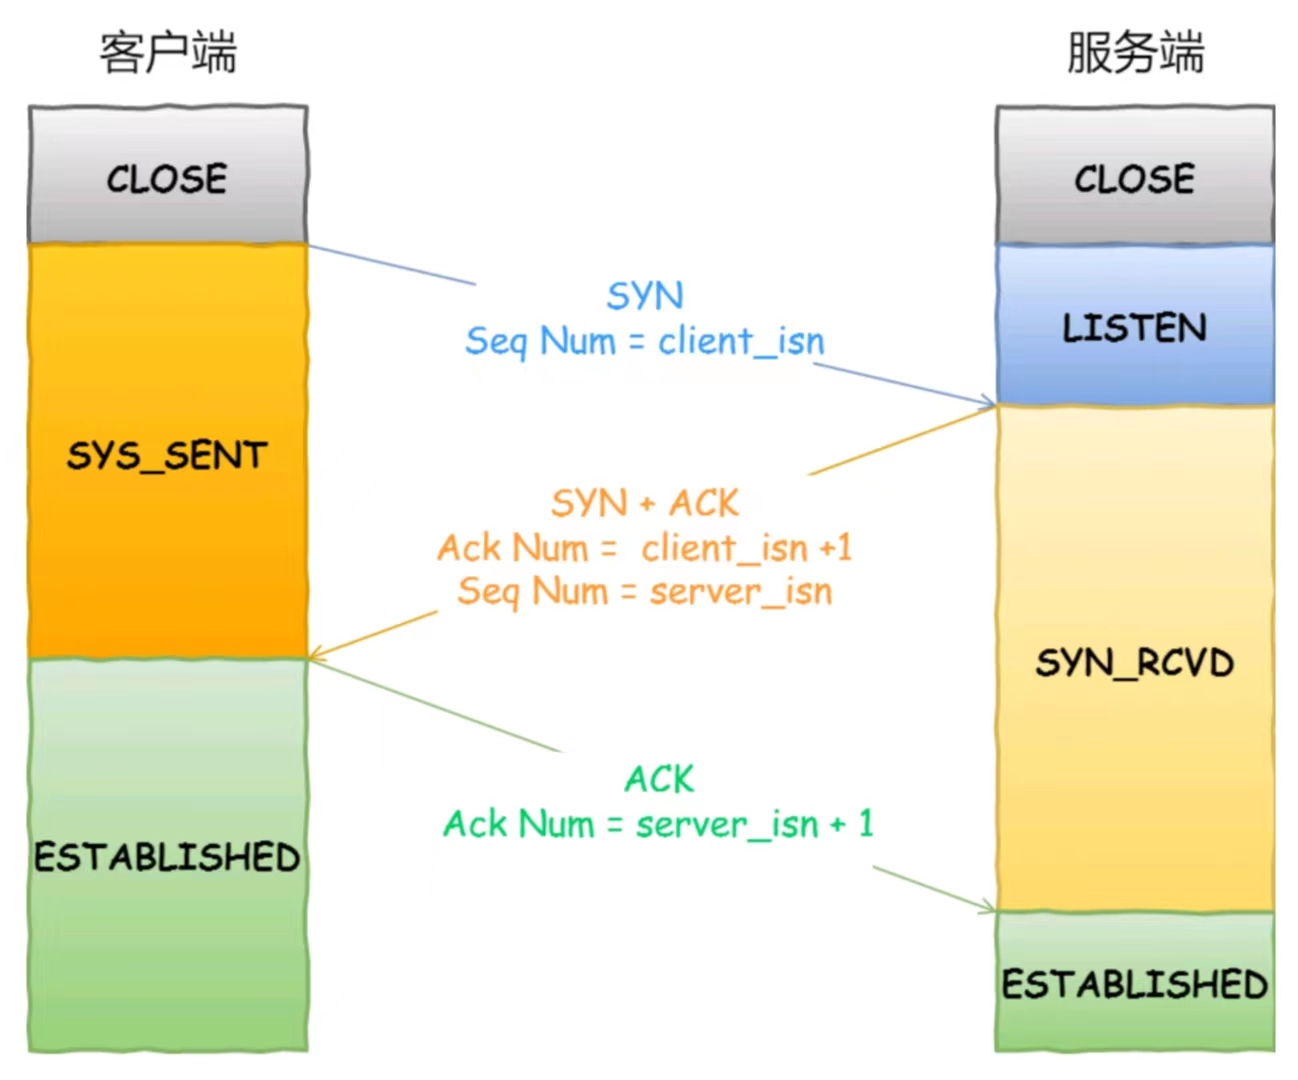 客户端
服务端
CLOSE
CLOSE
SYN
Seq Num = client_isn
LISTEN
SYS_SENT
SYN + ACK
Ack Num = client_isn +1
Seq Num = server_isn
SYN_RCVD
ACK
Ack Num = server_isn + 1
ESTABLISHED
ESTABLISHED